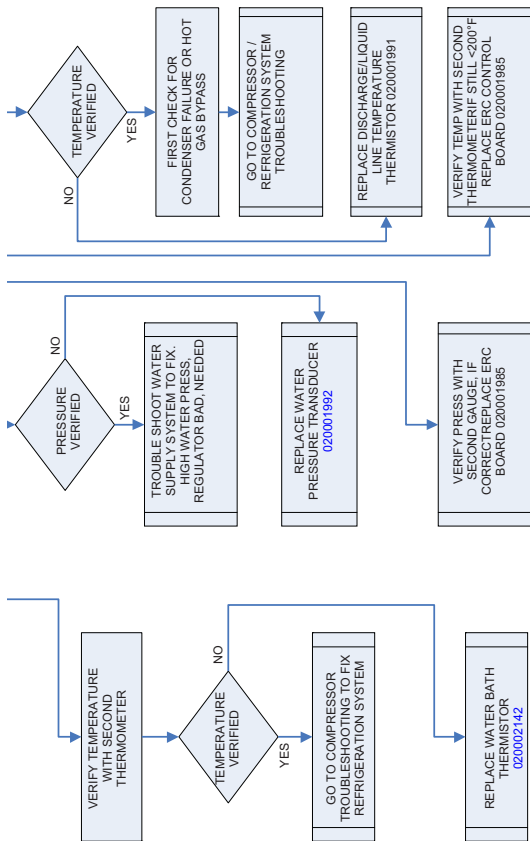 VERIFY TEMPERATURE
WITH SECOND
THERMOMETER
TEMPERATURE
VERIFIED
NO
YES
GO TO COMPRESSOR
TROUBLESHOOTING TO FIX
REFRIGERATION SYSTEM
REPLACE WATER BATH
THERMISTOR
020002142
PRESSURE
VERIFIED
NO
YES
TROUBLE SHOOT WATER
SUPPLY SYSTEM TO FIX.
HIGH WATER PRESS,
REGULATOR BAD, NEEDED
REPLACE WATER
PRESSURE TRANSDUCER
020001992
VERIFY PRESS WITH
SECOND GAUGE, IF
CORRECTREPLACE ERC
BOARD 020001985
TEMPERATURE
VERIFIED
NO
YES
FIRST CHECK FOR
CONDENSER FAILURE OR HOT
GAS BYPASS
GO TO COMPRESSOR /
REFRIGERATION SYSTEM
TROUBLESHOOTING
REPLACE DISCHARGE/LIQUID
LINE TEMPERATURE
THERMISTOR 020001991
VERIFY TEMP WITH SECOND
THERMOMETERIF STILL <200°F
REPLACE ERC CONTROL
BOARD 020001985